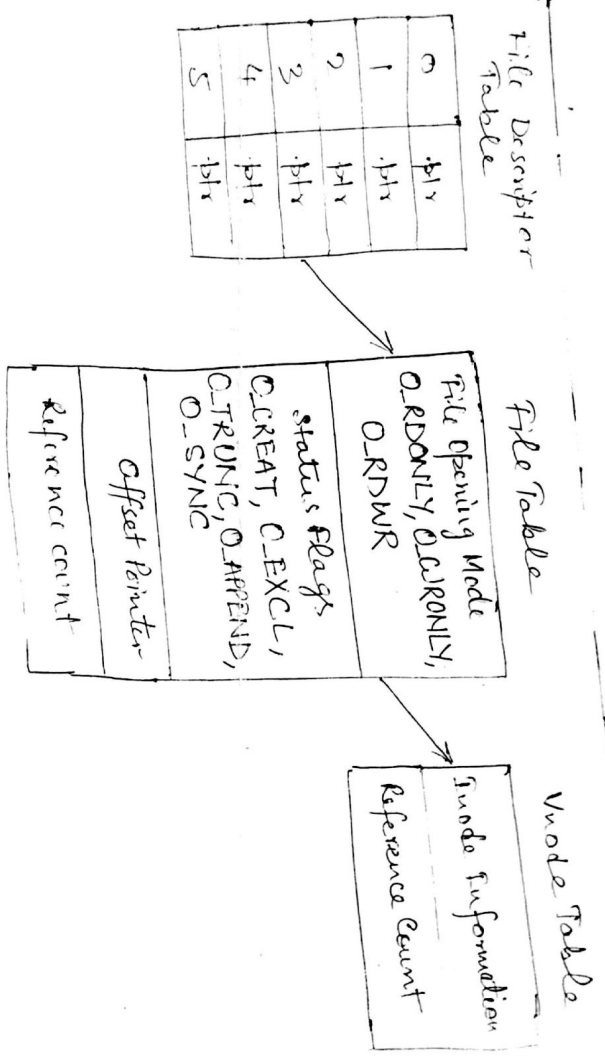 File Descriptor
Table
0 ptr
1 ptr
2 ptr
3 ptr
4 ptr
5 ptr
File Table
File Opening Mode
O_RDONLY, O_WRONLY,
O_RDWR
Status Flags
O_CREAT, O_EXCL,
O_TRUNC, O_APPEND,
O_SYNC
Offset Pointer
Reference count
Vnode Table
Inode Information
Reference Count